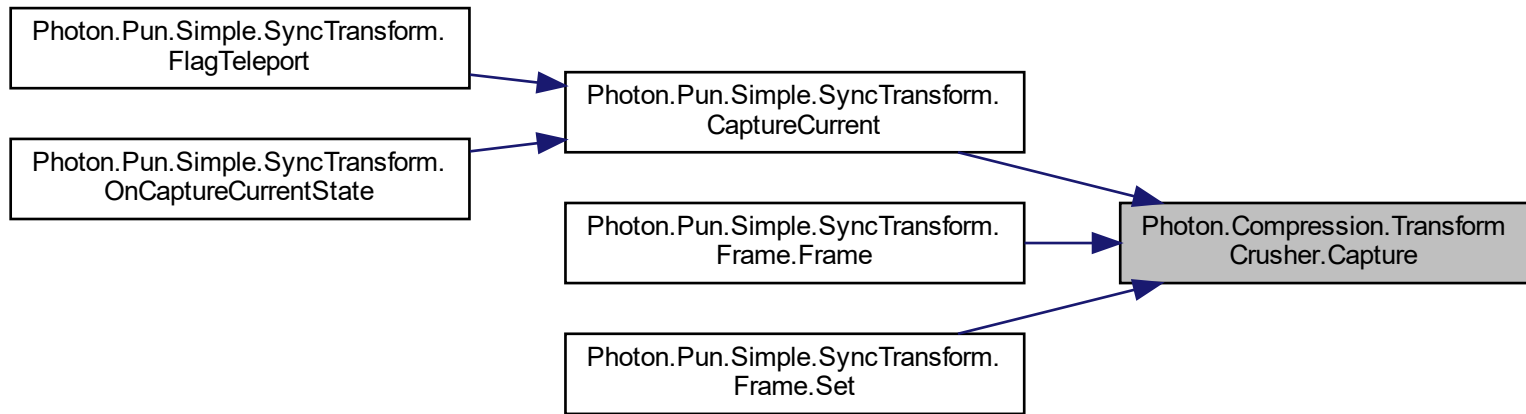 Photon.Pun.Simple.SyncTransform.
FlagTeleport
Photon.Pun.Simple.SyncTransform.
OnCaptureCurrentState
Photon.Pun.Simple.SyncTransform.
CaptureCurrent
Photon.Pun.Simple.SyncTransform.
Frame.Frame
Photon.Pun.Simple.SyncTransform.
Frame.Set
Photon.Compression.Transform
Crusher.Capture